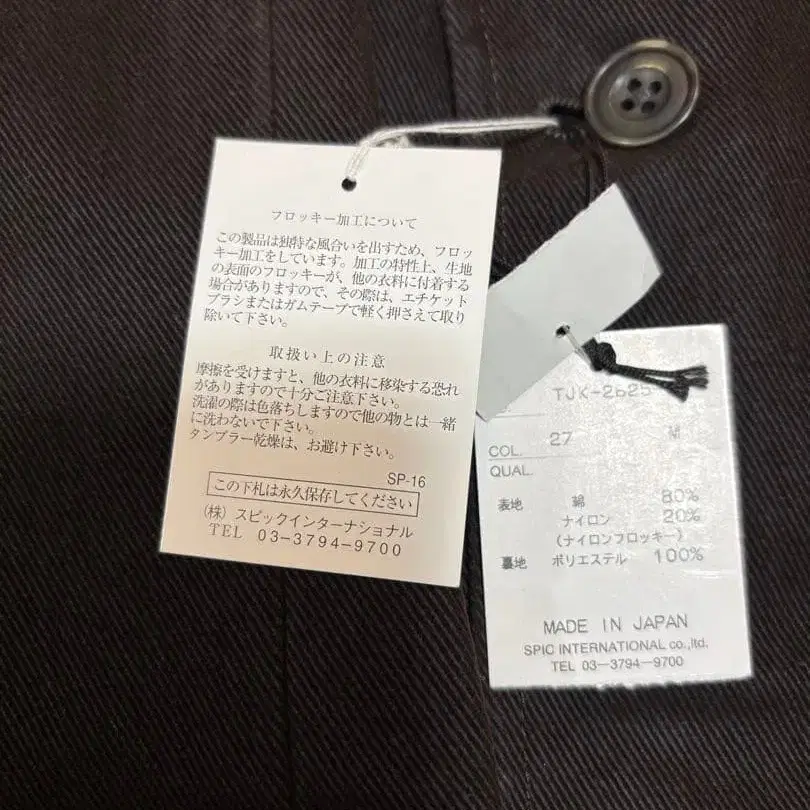 フロッキー加工について
この製品は独特な風合いを出すため、フロッ
キー加工をしています。加工の特性上、生地
の表面のフロッキーが、他の衣料に付着する
場合がありますので、その際は、エチケット
ブラシまたはガムテープで軽く押さえて取り
除いて下さい。
取扱い上の注意
摩擦を受けますと、他の衣料に移染する恐れ
がありますので十分ご注意下さい。
洗濯の際は色落ちしますので他の物とは一緒
に洗わないで下さい。
タンブラー乾燥は、お避け下さい。
SP-16
この下札は永久保存してください
(株) スピックインターナショナル
TEL 03-3794-9700
TJK-2625
COL. 27 M
QUAL.
表地 綿 80%
ナイロン 20%
(ナイロンフロッキー)
裏地 ポリエステル 100%
MADE IN JAPAN
SPIC INTERNATIONAL co.,ltd.
TEL 03-3794-9700